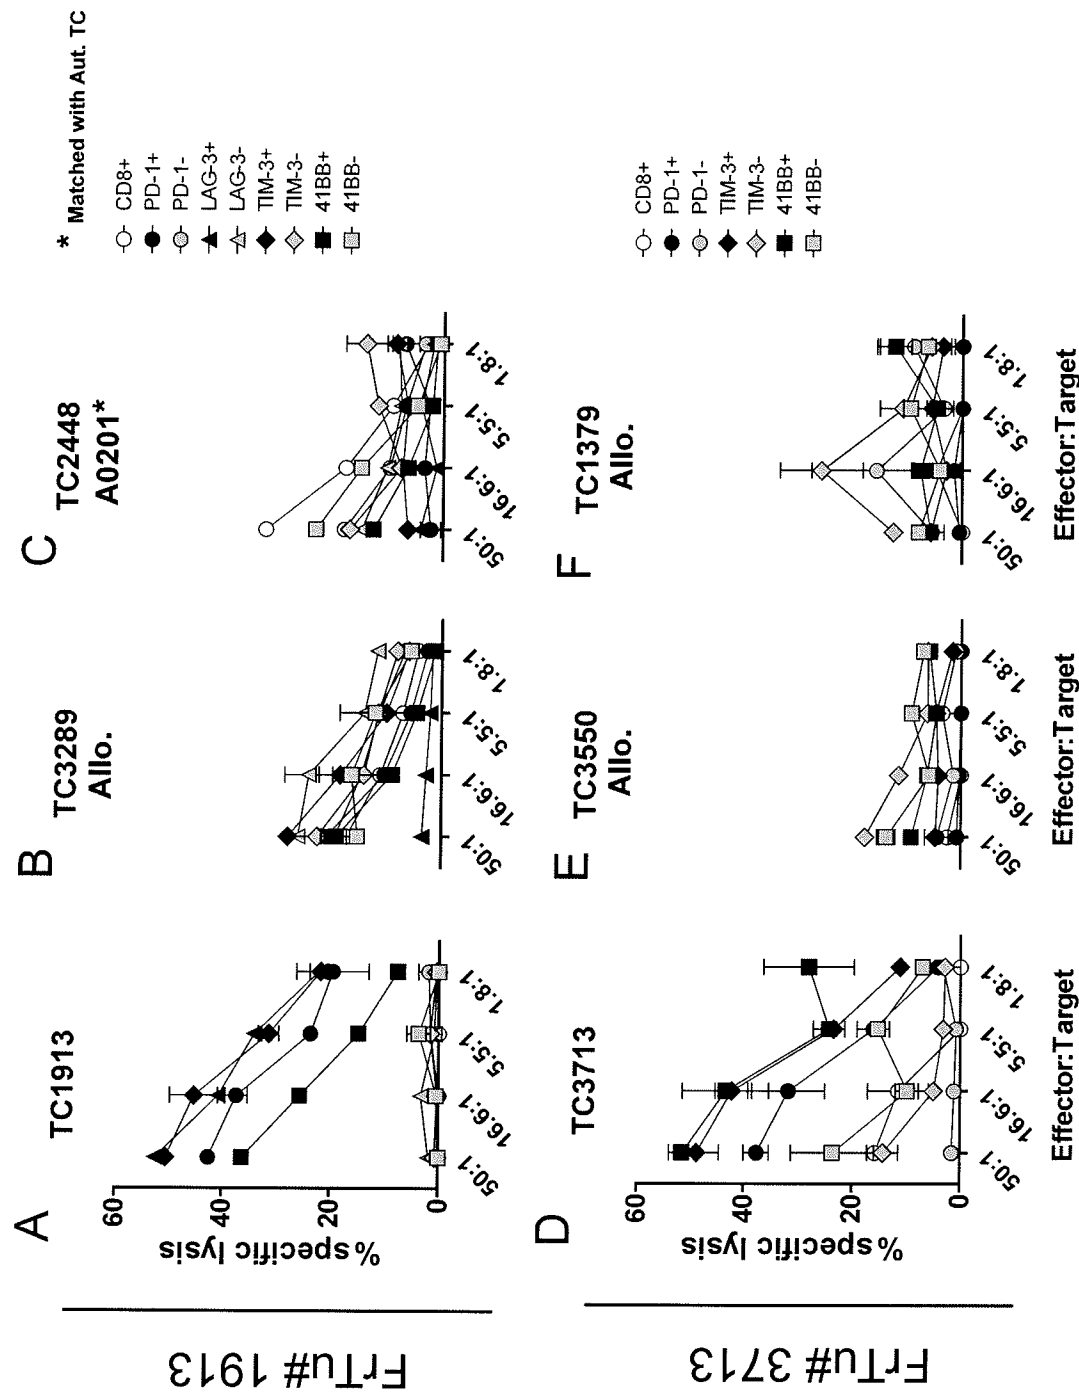 A
TC1913
B
TC3289
Allo.
C
TC2448
A0201*
* Matched with Aut. TC
CD8+
PD-1+
PD-1-
LAG-3+
LAG-3-
TIM-3+
TIM-3-
41BB+
41BB-
FrTu# 1913
% specific lysis
60
40
20
0
50:1
16.6:1
5.5:1
1.8:1
50:1
16.6:1
5.5:1
1.8:1
50:1
16.6:1
5.5:1
1.8:1
D
TC3713
E
TC3550
Allo.
F
TC1379
Allo.
CD8+
PD-1+
PD-1-
TIM-3+
TIM-3-
41BB+
41BB-
FrTu# 3713
% specific lysis
60
40
20
0
50:1
16.6:1
5.5:1
1.8:1
Effector:Target
50:1
16.6:1
5.5:1
1.8:1
Effector:Target
50:1
16.6:1
5.5:1
1.8:1
Effector:Target